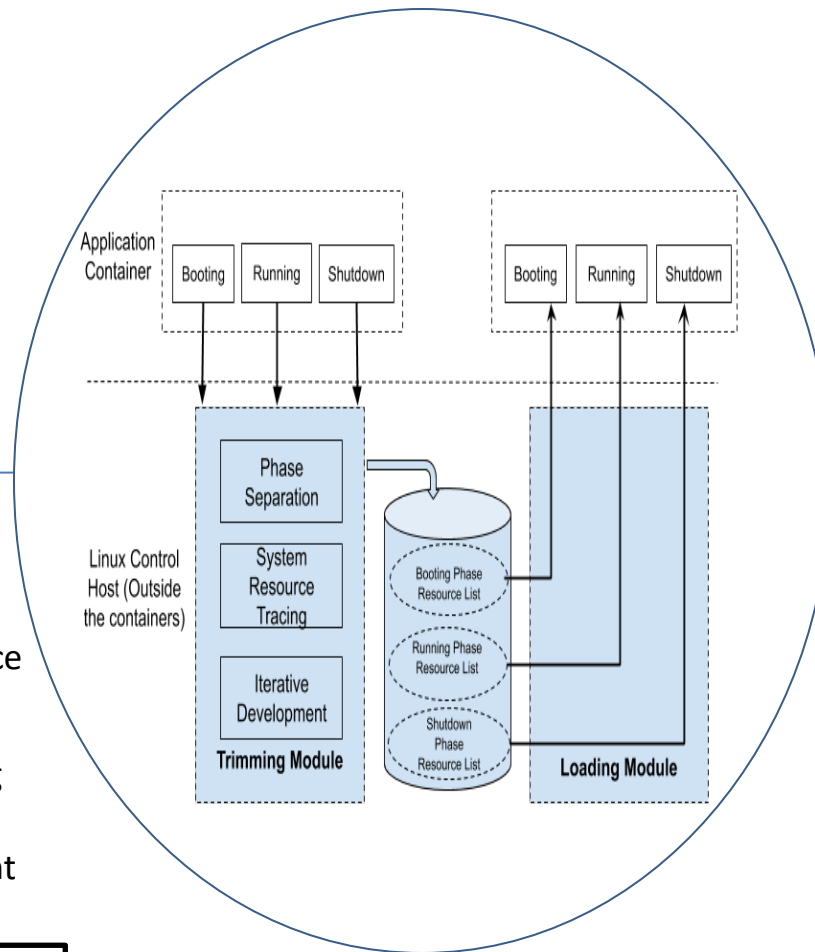 Application
Container
Booting
Running
Shutdown
Booting
Running
Shutdown
Linux Control
Host (Outside
the containers)
Phase
Separation
System
Resource
Tracing
Iterative
Development
Trimming Module
Booting Phase
Resource List
Running Phase
Resource List
Shutdown
Phase
Resource List
Loading Module